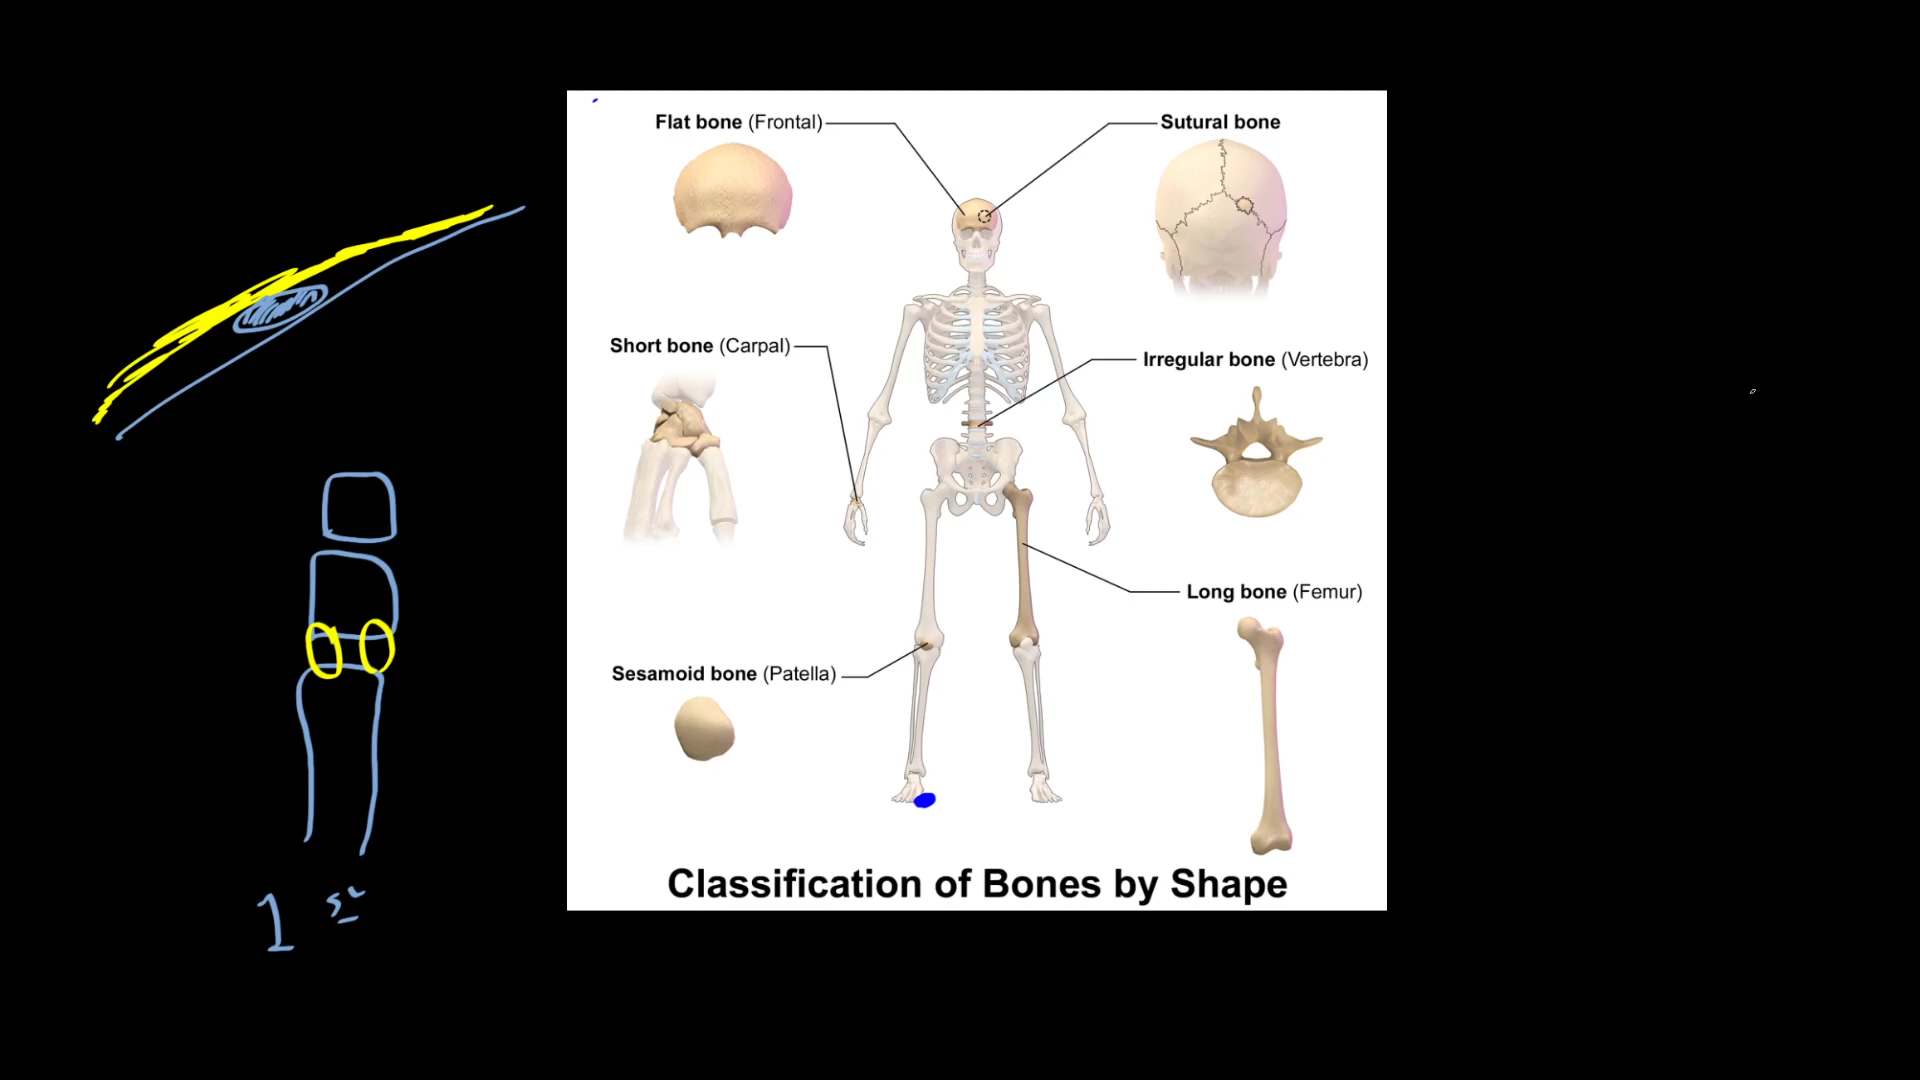 Flat bone (Frontal)
Sutural bone
Short bone (Carpal)
Irregular bone (Vertebra)
Long bone (Femur)
Sesamoid bone (Patella)
Classification of Bones by Shape
1